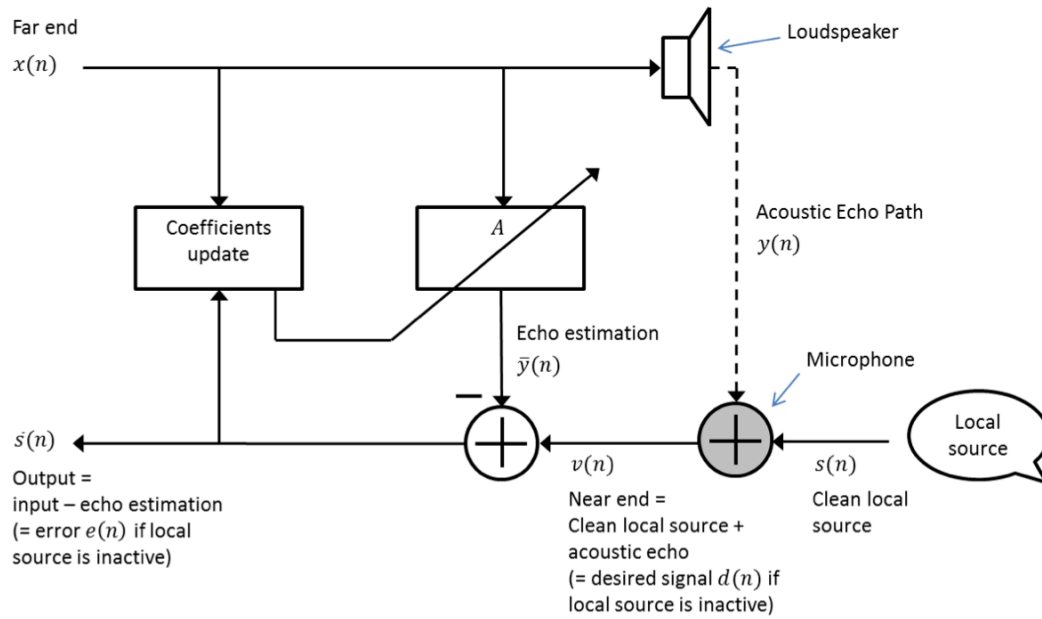 Far end
x(n)
Loudspeaker
Coefficients
update
A
Acoustic Echo Path
y(n)
Echo estimation
ȳ(n)
Microphone
−
Local
source
ṡ(n)
v(n)
s(n)
Output =
input – echo estimation
(= error e(n) if local
source is inactive)
Near end =
Clean local source +
acoustic echo
(= desired signal d(n) if
local source is inactive)
Clean local
source